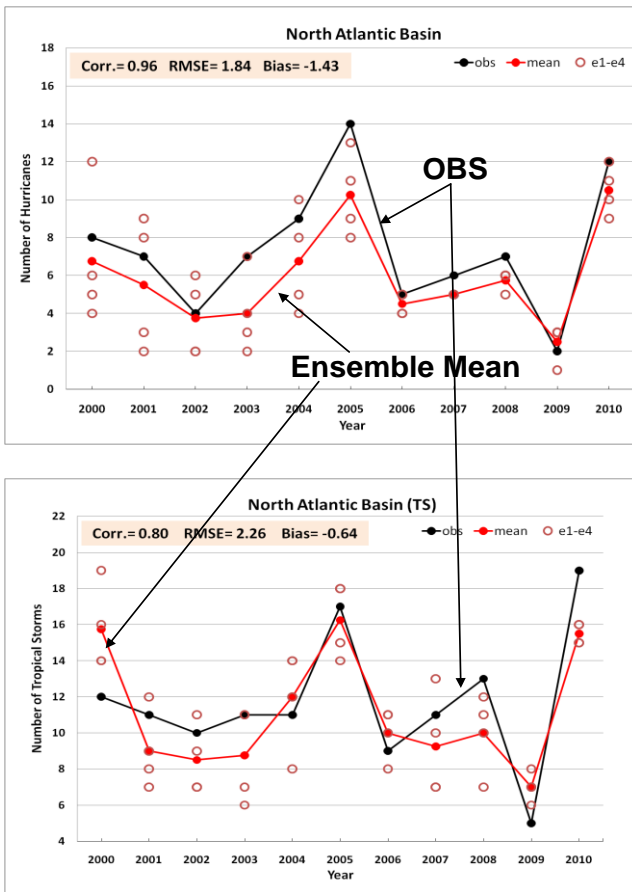 North Atlantic Basin
Corr.= 0.96 RMSE= 1.84 Bias= -1.43
obs mean e1-e4
18
16
14
12
10
8
6
4
2
0
Number of Hurricanes
OBS
Ensemble Mean
2000 2001 2002 2003 2004 2005 2006 2007 2008 2009 2010
Year
North Atlantic Basin (TS)
Corr.= 0.80 RMSE= 2.26 Bias= -0.64
obs mean e1-e4
22
20
18
16
14
12
10
8
6
4
Number of Tropical Storms
2000 2001 2002 2003 2004 2005 2006 2007 2008 2009 2010
Year